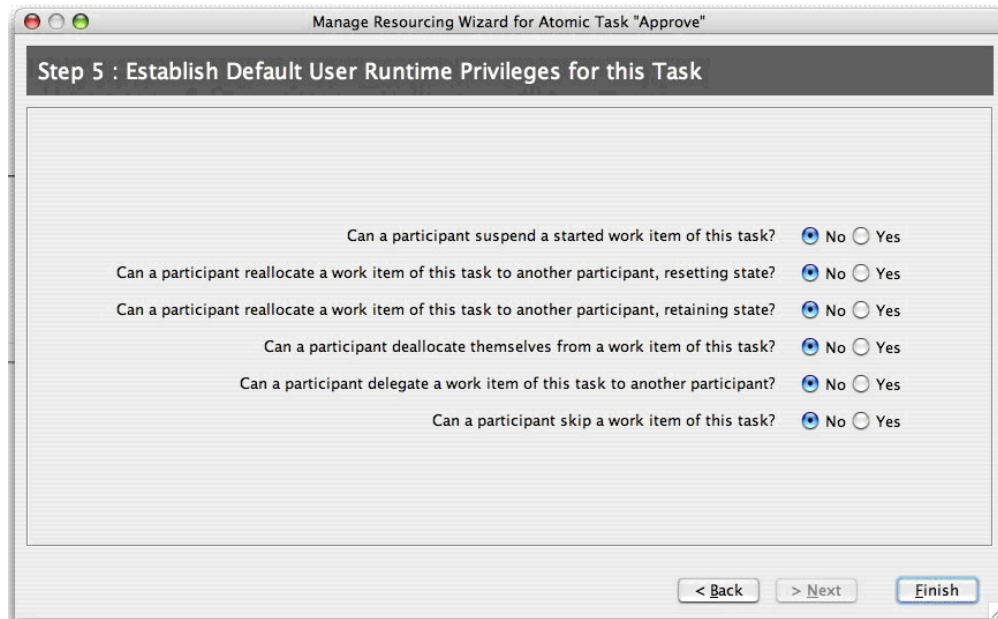 Manage Resourcing Wizard for Atomic Task "Approve"
Step 5 : Establish Default User Runtime Privileges for this Task
Can a participant suspend a started work item of this task? No Yes
Can a participant reallocate a work item of this task to another participant, resetting state? No Yes
Can a participant reallocate a work item of this task to another participant, retaining state? No Yes
Can a participant deallocate themselves from a work item of this task? No Yes
Can a participant delegate a work item of this task to another participant? No Yes
Can a participant skip a work item of this task? No Yes
< Back > Next Finish